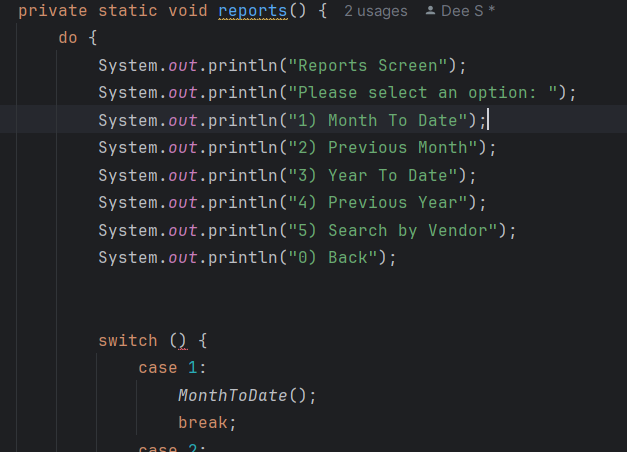 private static void reports() { 2 usages Dee S *
do {
System.out.println("Reports Screen");
System.out.println("Please select an option: ");
System.out.println("1) Month To Date");
System.out.println("2) Previous Month");
System.out.println("3) Year To Date");
System.out.println("4) Previous Year");
System.out.println("5) Search by Vendor");
System.out.println("0) Back");
switch () {
case 1:
MonthToDate();
break;
case 2: